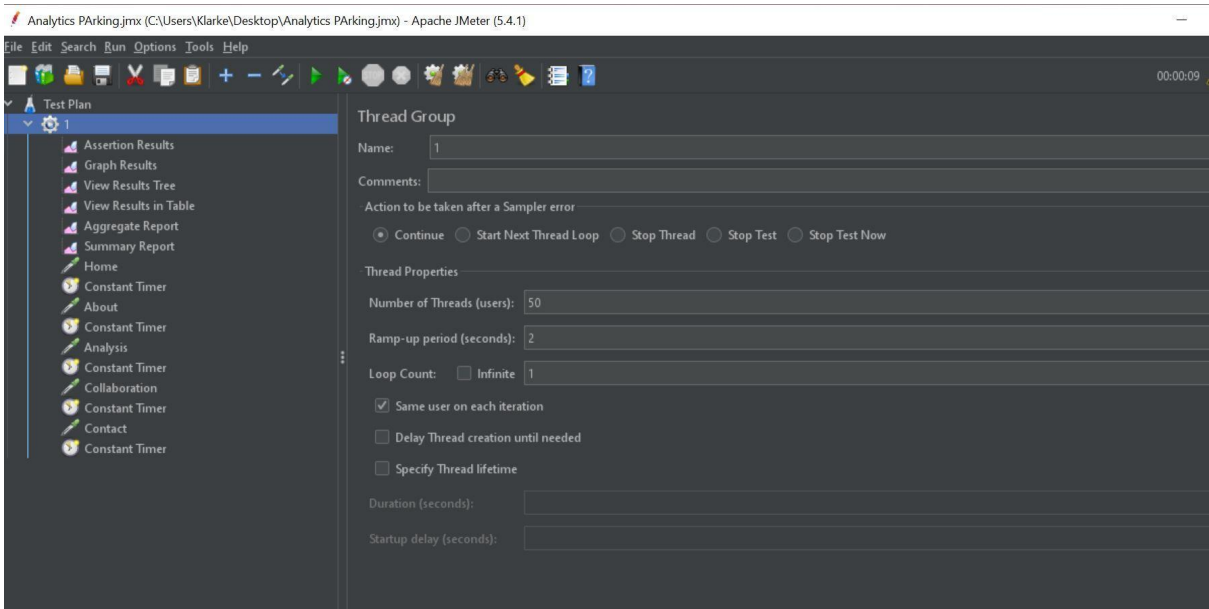 Analytics PArking.jmx (C:\Users\Klarke\Desktop\Analytics PArking.jmx) - Apache JMeter (5.4.1)
File Edit Search Run Options Tools Help
STOP
00:00:09
Test Plan
1
Assertion Results
Graph Results
View Results Tree
View Results in Table
Aggregate Report
Summary Report
Home
Constant Timer
About
Constant Timer
Analysis
Constant Timer
Collaboration
Constant Timer
Contact
Constant Timer
Thread Group
Name: 1
Comments:
Action to be taken after a Sampler error
Continue Start Next Thread Loop Stop Thread Stop Test Stop Test Now
Thread Properties
Number of Threads (users): 50
Ramp-up period (seconds): 2
Loop Count: Infinite 1
Same user on each iteration
Delay Thread creation until needed
Specify Thread lifetime
Duration (seconds):
Startup delay (seconds):